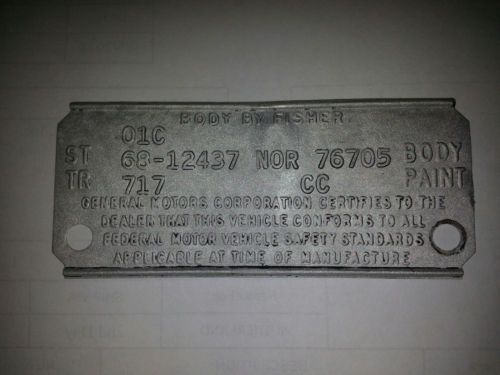 BODY BY FISHER
01C
ST 68-12437 NOR 76705 BODY
TR 717 CC PAINT
GENERAL MOTORS CORPORATION CERTIFIES TO THE
DEALER THAT THIS VEHICLE CONFORMS TO ALL
FEDERAL MOTOR VEHICLE SAFETY STANDARDS
APPLICABLE AT TIME OF MANUFACTURE